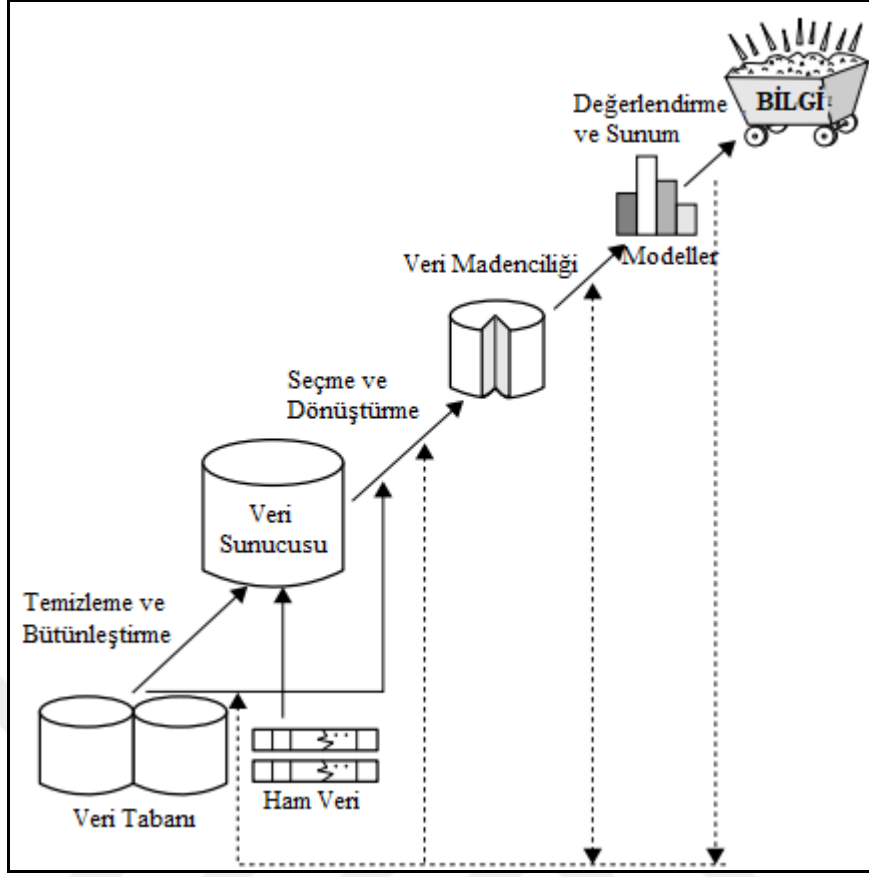 BİLGİ
Değerlendirme
ve Sunum
Modeller
Veri Madenciliği
Seçme ve
Dönüştürme
Veri
Sunucusu
Temizleme ve
Bütünleştirme
Ham Veri
Veri Tabanı